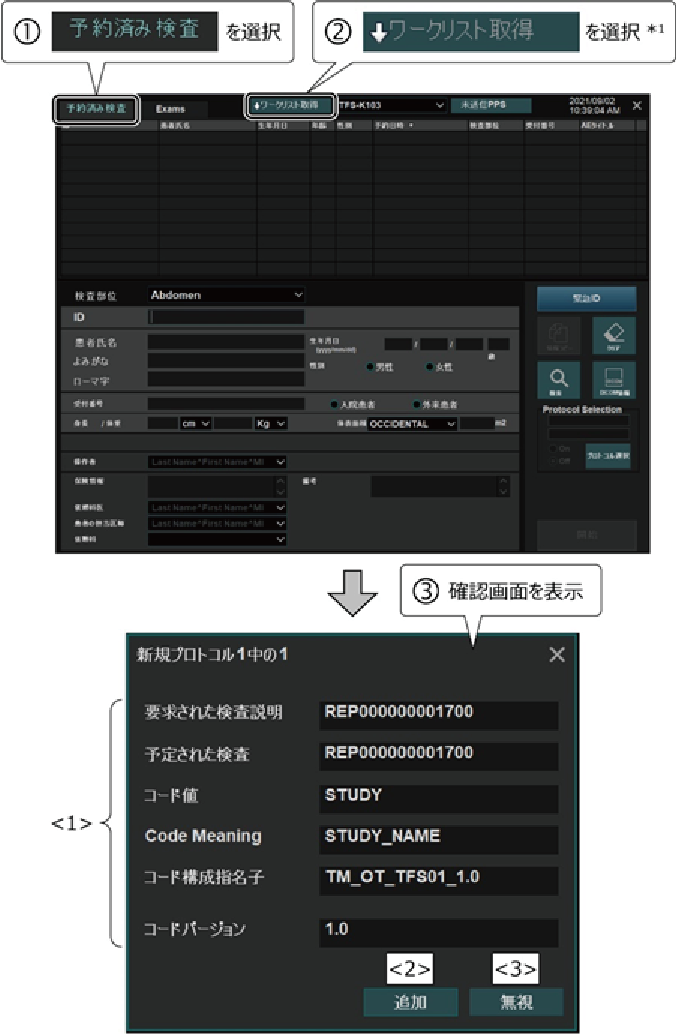 ① 予約済み検査 を選択
② ワークリスト取得 を選択 *1
予約済み検査 Exams ワークリスト取得 TFS-K103 未送信PPS 2021/09/02
10:39:04 AM
患者氏名 生年月日 年齢 性別 予約日時 検査部位 受付番号 AEタイトル
検査部位 Abdomen
緊急ID
ID
患者氏名 生年月日 / /
(yyyy/mm/dd) 歳
よみがな 性別 男性 女性
ローマ字
検索
Protocol Selection
受付番号 入院患者 外来患者
身長 /体重 cm Kg 体表面積 OCCIDENTAL m2
On
Off
プロトコル選択
操作者 Last Name^First Name^MI
保険情報 備考
依頼科医 Last Name^First Name^MI
患者の担当医師 Last Name^First Name^MI
依頼科
開始
③ 確認画面を表示
新規プロトコル1中の1
要求された検査説明 REP000000001700
予定された検査 REP000000001700
コード値 STUDY
<1>
Code Meaning STUDY_NAME
コード構成指名子 TM_OT_TFS01_1.0
コードバージョン 1.0
<2> <3>
追加 無視